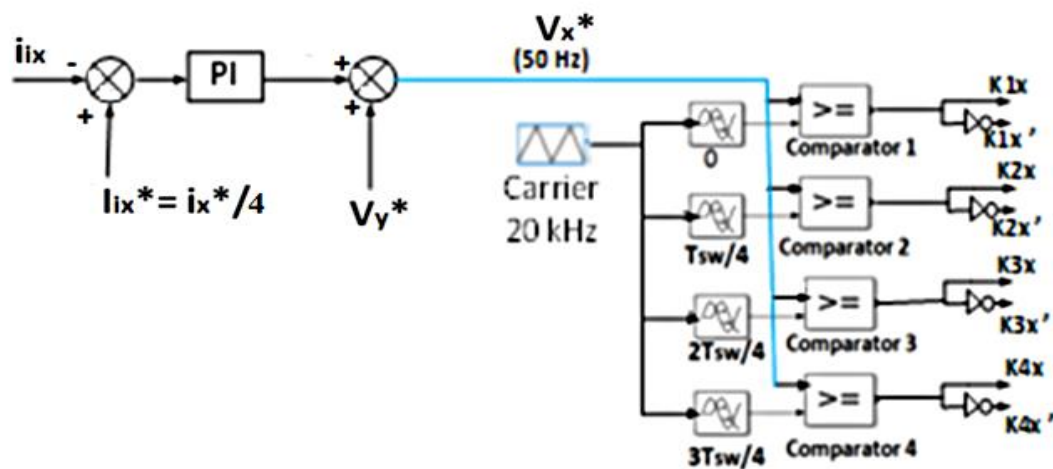 iix
-
+
PI
+
+
Iix*= ix*/4
Vy*
Vx*
(50 Hz)
Carrier
20 kHz
0
Tsw/4
2Tsw/4
3Tsw/4
>=
Comparator 1
>=
Comparator 2
>=
Comparator 3
>=
Comparator 4
K1x
K1x'
K2x
K2x'
K3x
K3x'
K4x
K4x'